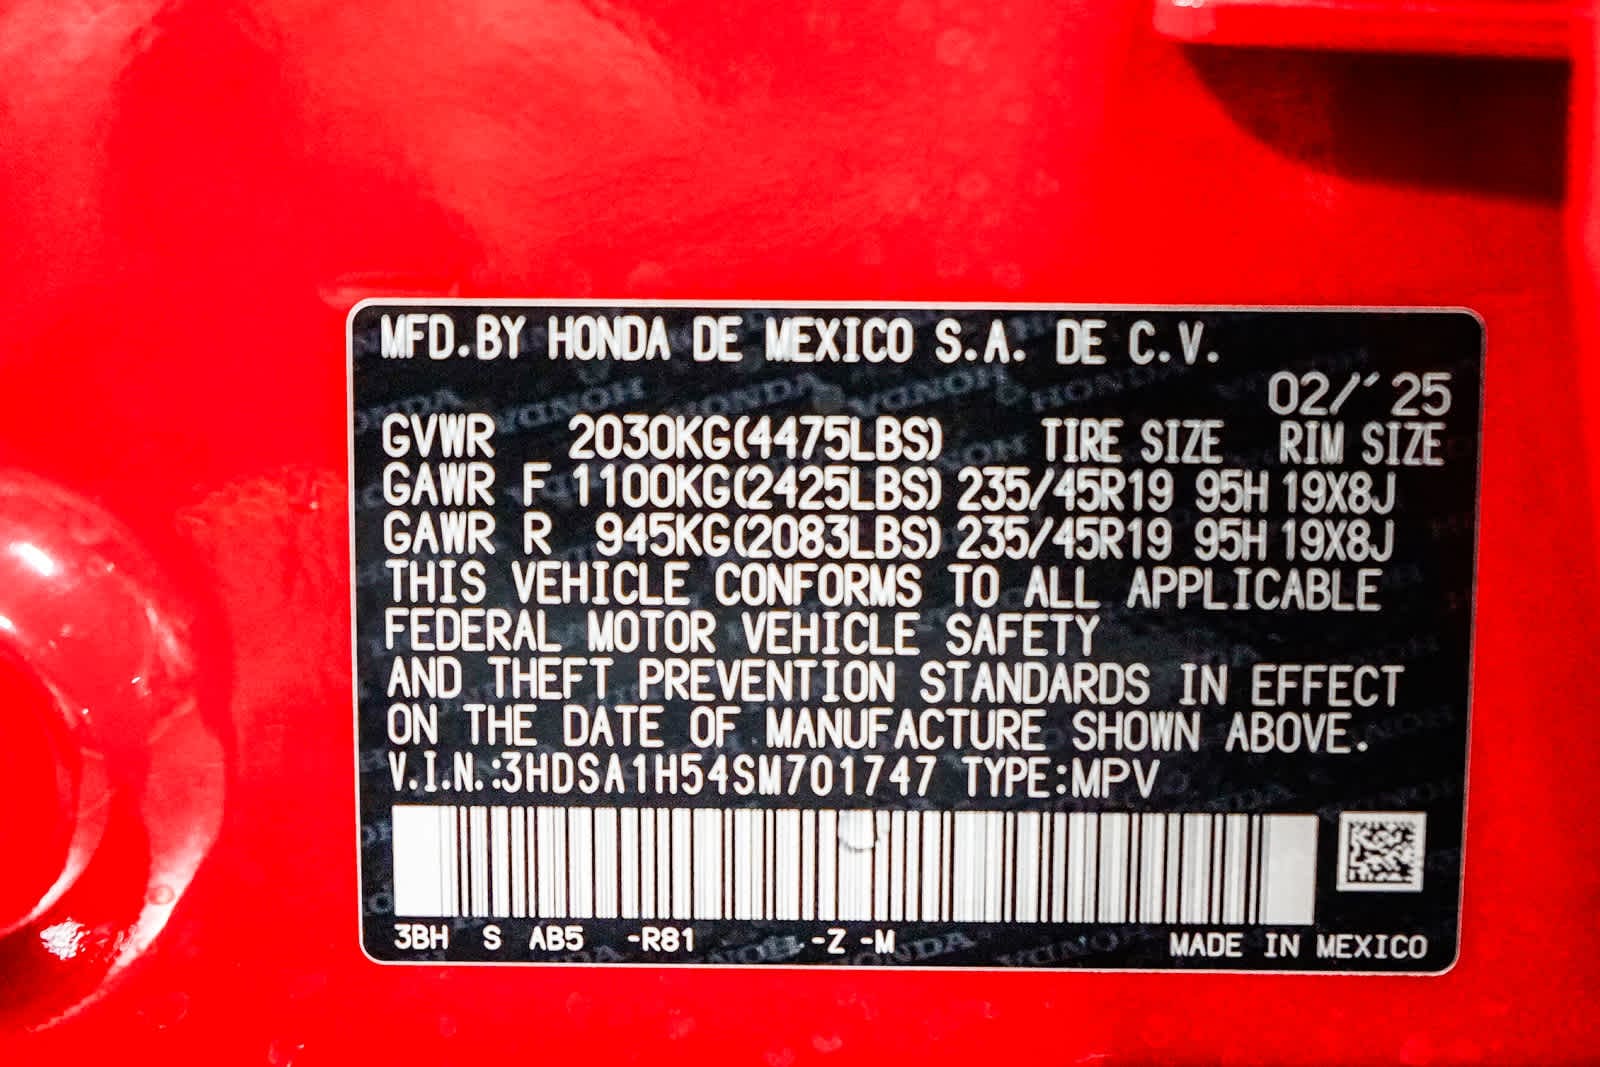 MFD.BY HONDA DE MEXICO S.A. DE C.V.
02/'25
GVWR 2030KG(4475LBS) TIRE SIZE RIM SIZE
GAWR F 1100KG(2425LBS) 235/45R19 95H 19X8J
GAWR R 945KG(2083LBS) 235/45R19 95H 19X8J
THIS VEHICLE CONFORMS TO ALL APPLICABLE
FEDERAL MOTOR VEHICLE SAFETY
AND THEFT PREVENTION STANDARDS IN EFFECT
ON THE DATE OF MANUFACTURE SHOWN ABOVE.
V.I.N.:3HDSA1H54SM701747 TYPE:MPV
3BH S AB5 -R81 -Z -M MADE IN MEXICO